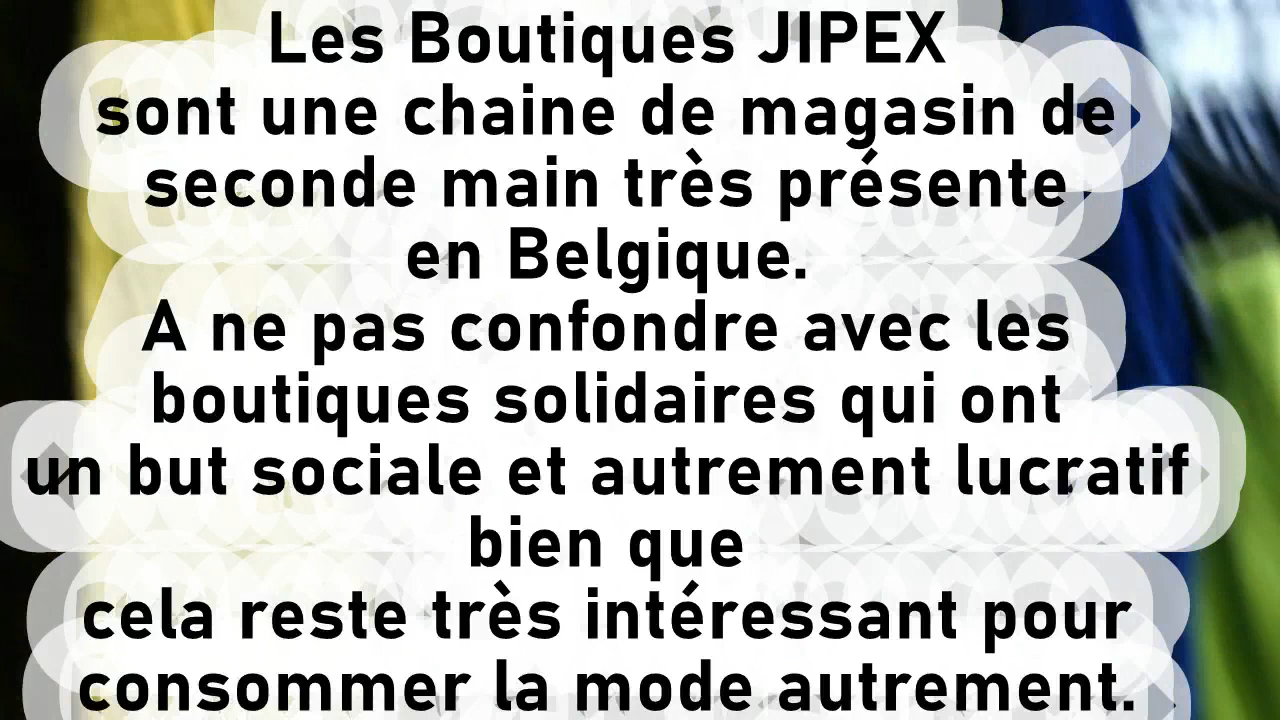 Les Boutiques JIPEX
sont une chaine de magasin de
seconde main très présente
en Belgique.
A ne pas confondre avec les
boutiques solidaires qui ont
un but sociale et autrement lucratif
bien que
cela reste très intéressant pour
consommer la mode autrement.